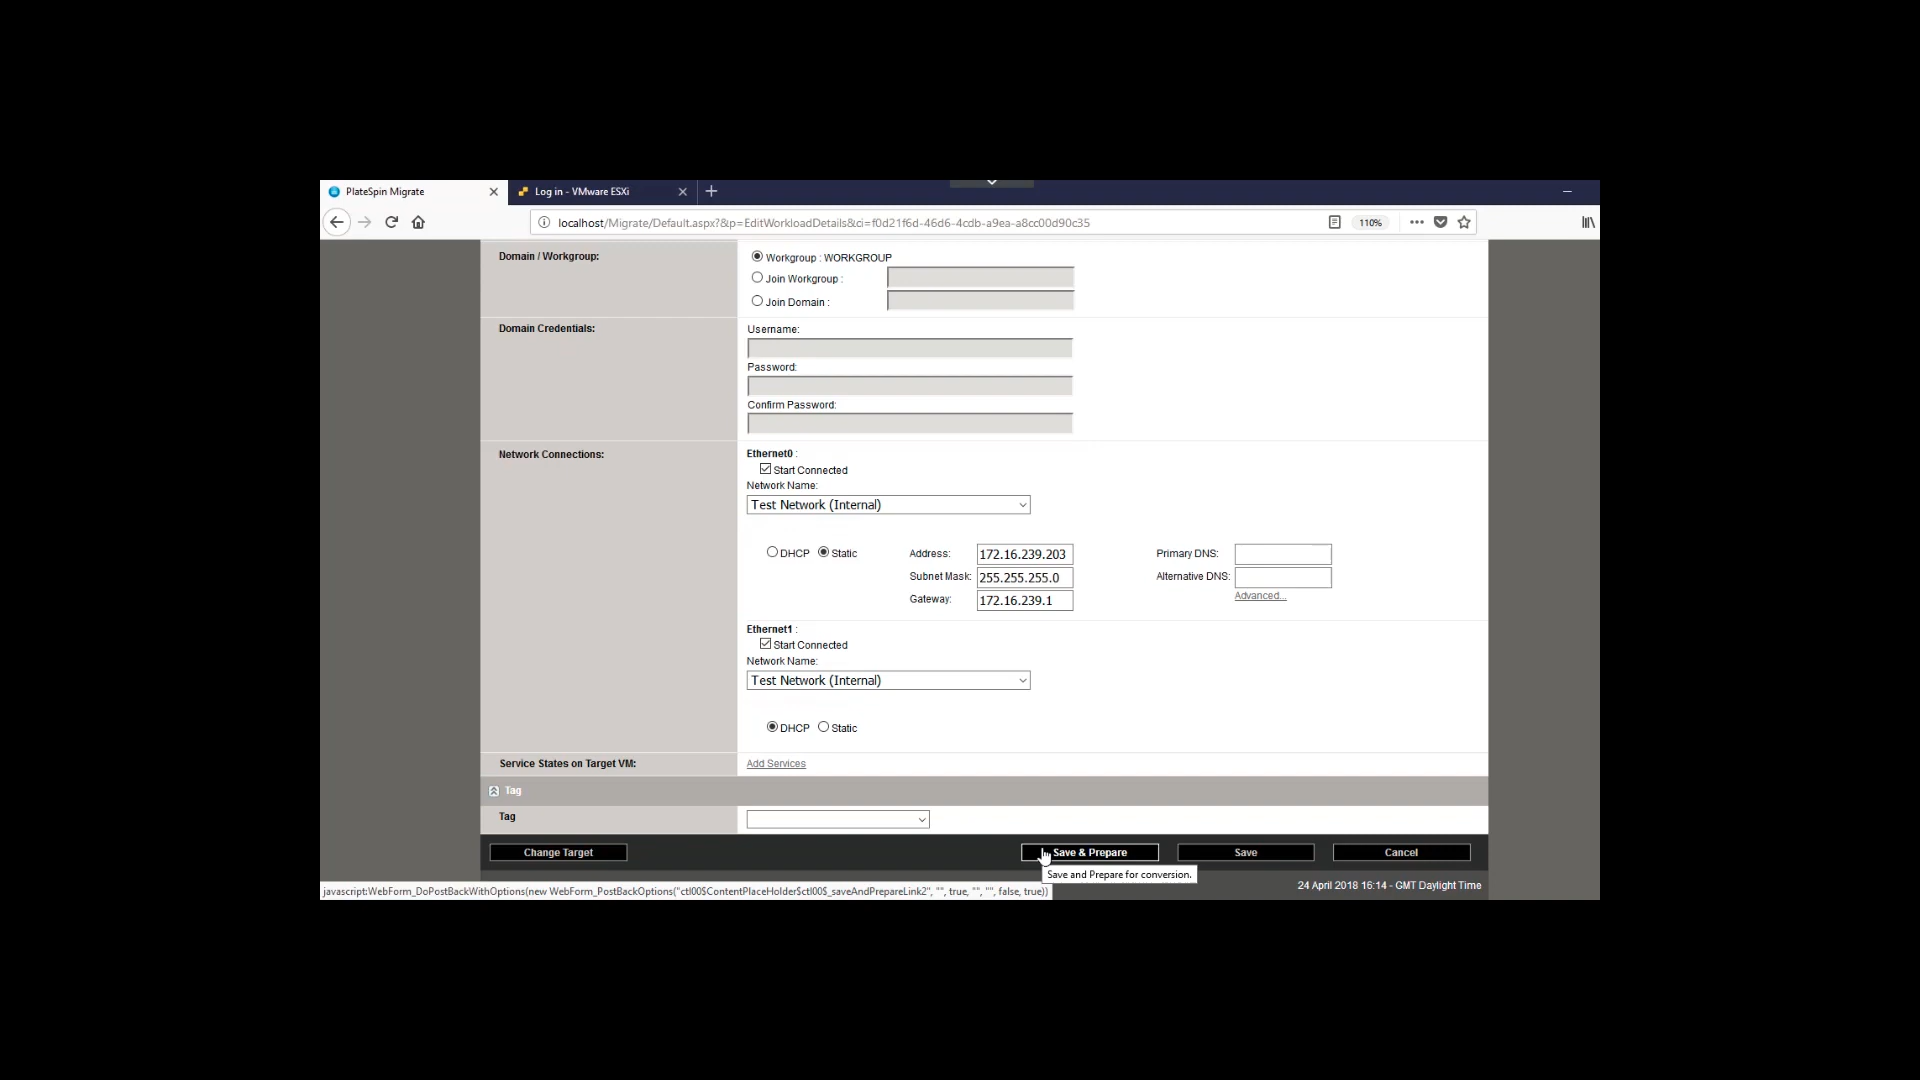 PlateSpin Migrate
Log in - VMware ESXi
localhost/Migrate/Default.aspx?&p=EditWorkloadDetails&ci=f0d21f6d-46d6-4cdb-a9ea-a8cc00d90c35
110%
Domain / Workgroup:
Workgroup : WORKGROUP
Join Workgroup :
Join Domain :
Domain Credentials:
Username:
Password:
Confirm Password:
Network Connections:
Ethernet0 :
Start Connected
Network Name:
Test Network (Internal)
DHCP Static
Address: 172.16.239.203
Primary DNS:
Subnet Mask: 255.255.255.0
Alternative DNS:
Gateway: 172.16.239.1
Advanced...
Ethernet1 :
Start Connected
Network Name:
Test Network (Internal)
DHCP Static
Service States on Target VM:
Add Services
Tag
Tag
Change Target
Save & Prepare
Save
Cancel
Save and Prepare for conversion.
24 April 2018 16:14 - GMT Daylight Time
javascript:WebForm_DoPostBackWithOptions(new WebForm_PostBackOptions("ctl00$ContentPlaceHolder$ctl00$_saveAndPrepareLink2", "", true, "", "", false, true))